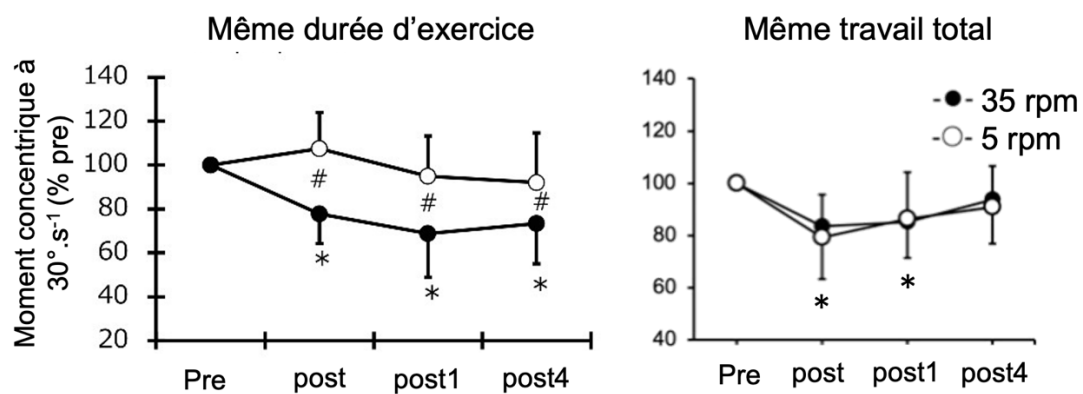 Même durée d'exercice
Même travail total
Moment concentrique à
30°.s-1 (% pre)
140
120
100
80
60
40
20
#
#
#
*
*
*
Pre
post
post1
post4
140
120
100
80
60
40
35 rpm
5 rpm
*
*
Pre
post
post1
post4